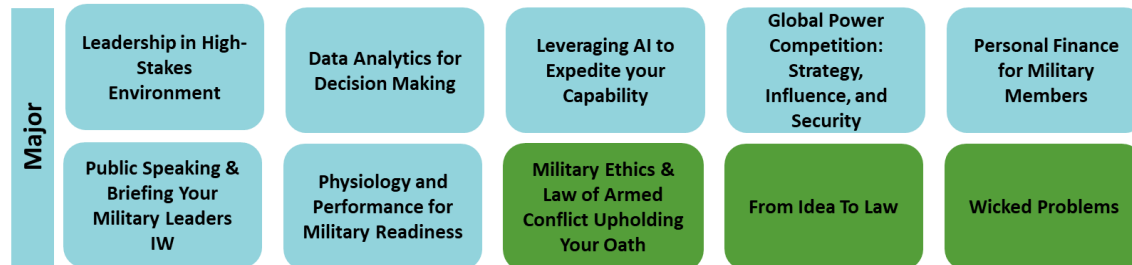 Major
Leadership in High-
Stakes
Environment
Data Analytics for
Decision Making
Leveraging AI to
Expedite your
Capability
Global Power
Competition:
Strategy,
Influence, and
Security
Personal Finance
for Military
Members
Public Speaking &
Briefing Your
Military Leaders
IW
Physiology and
Performance for
Military Readiness
Military Ethics &
Law of Armed
Conflict Upholding
Your Oath
From Idea To Law
Wicked Problems